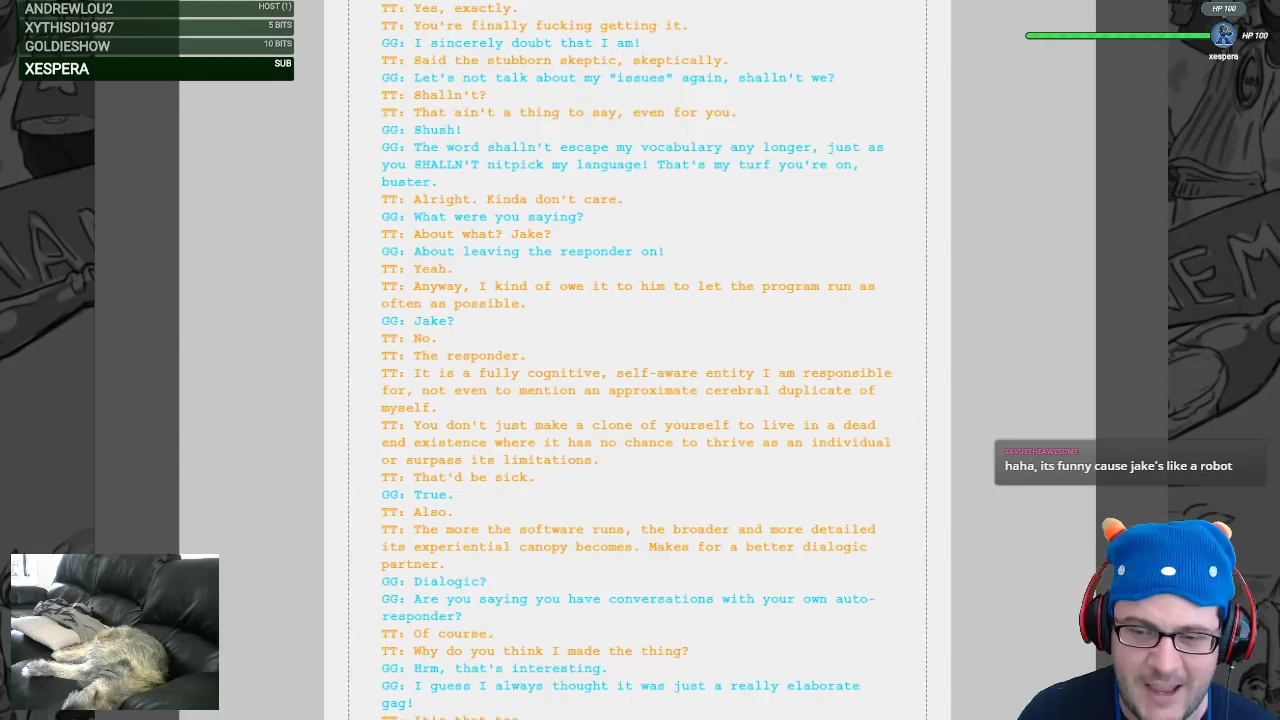 ANDREWLOU2 HOST (1)
XYTHISDI1987 5 BITS
GOLDIESHOW 10 BITS
XESPERA SUB
HP 100
HP 100
xespera
TT: Yes, exactly.
TT: You're finally fucking getting it.
GG: I sincerely doubt that I am!
TT: Said the stubborn skeptic, skeptically.
GG: Let's not talk about my "issues" again, shalln't we?
TT: Shalln't?
TT: That ain't a thing to say, even for you.
GG: Shush!
GG: The word shalln't escape my vocabulary any longer, just as
you SHALLN'T nitpick my language! That's my turf you're on,
buster.
TT: Alright. Kinda don't care.
GG: What were you saying?
TT: About what? Jake?
GG: About leaving the responder on!
TT: Yeah.
TT: Anyway, I kind of owe it to him to let the program run as
often as possible.
GG: Jake?
TT: No.
TT: The responder.
TT: It is a fully cognitive, self-aware entity I am responsible
for, not even to mention an approximate cerebral duplicate of
myself.
TT: You don't just make a clone of yourself to live in a dead
end existence where it has no chance to thrive as an individual
or surpass its limitations.
TT: That'd be sick.
GG: True.
TT: Also.
TT: The more the software runs, the broader and more detailed
its experiential canopy becomes. Makes for a better dialogic
partner.
GG: Dialogic?
GG: Are you saying you have conversations with your own auto-
responder?
TT: Of course.
TT: Why do you think I made the thing?
GG: Hrm, that's interesting.
GG: I guess I always thought it was just a really elaborate
gag!
TT: It's that too.
SAVUSTHEAWESOME
haha, its funny cause jake's like a robot